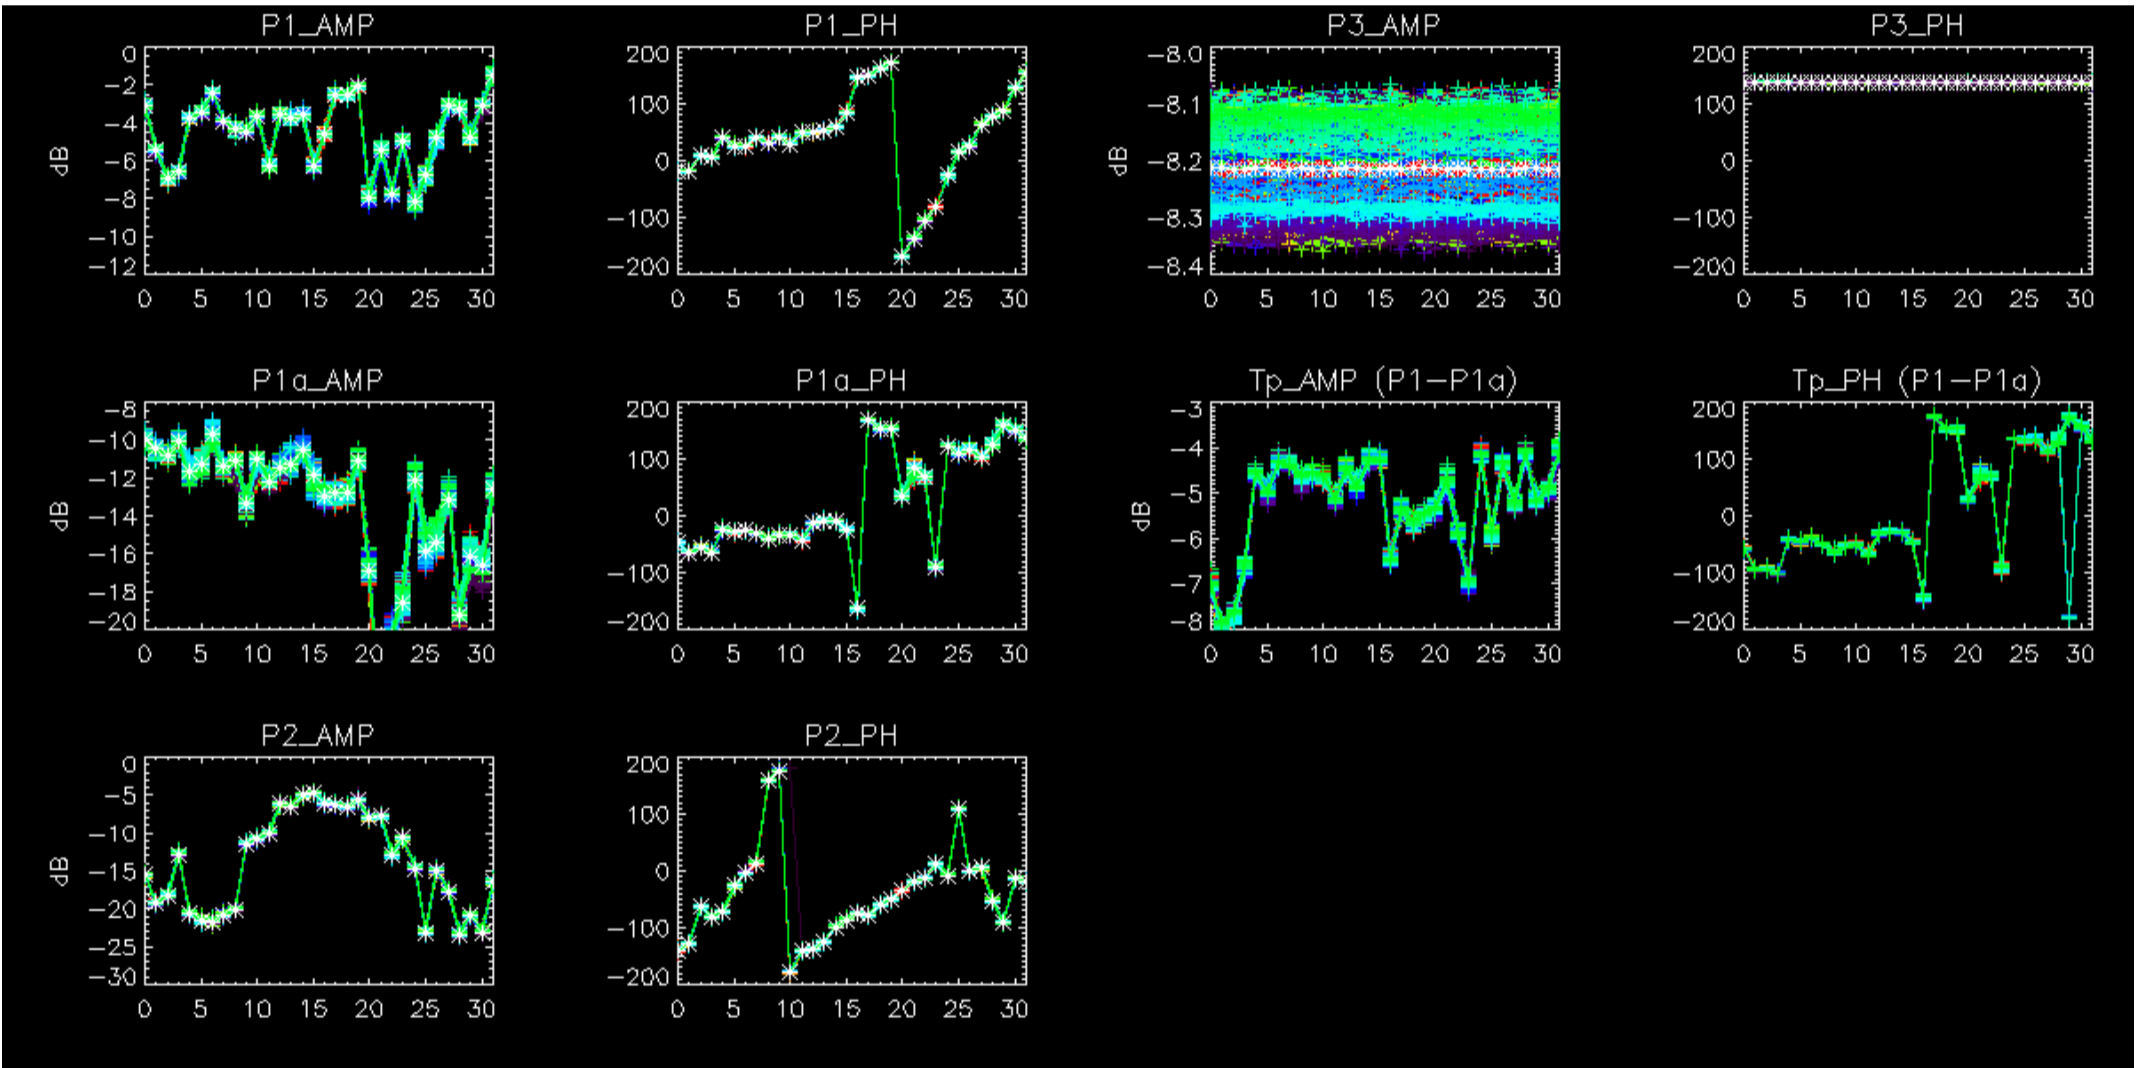 P1_AMP P1_PH P3_AMP P3_PH
0 200 -8.0 200
-2
-4 100 -8.1 100
dB -6 0 dB -8.2 0
-8
-10 -100 -8.3 -100
-12 -200 -8.4 -200
0 5 10 15 20 25 30 0 5 10 15 20 25 30 0 5 10 15 20 25 30 0 5 10 15 20 25 30
P1a_AMP P1a_PH Tp_AMP (P1-P1a) Tp_PH (P1-P1a)
-8 200 -3 200
-10 -4
-12 100 100
dB -14 0 dB -5 0
-16 -6
-18 -100 -7 -100
-20 -200 -8 -200
0 5 10 15 20 25 30 0 5 10 15 20 25 30 0 5 10 15 20 25 30 0 5 10 15 20 25 30
P2_AMP P2_PH
0 200
-5
-10 100
dB -15 0
-20 -100
-25
-30 -200
0 5 10 15 20 25 30 0 5 10 15 20 25 30